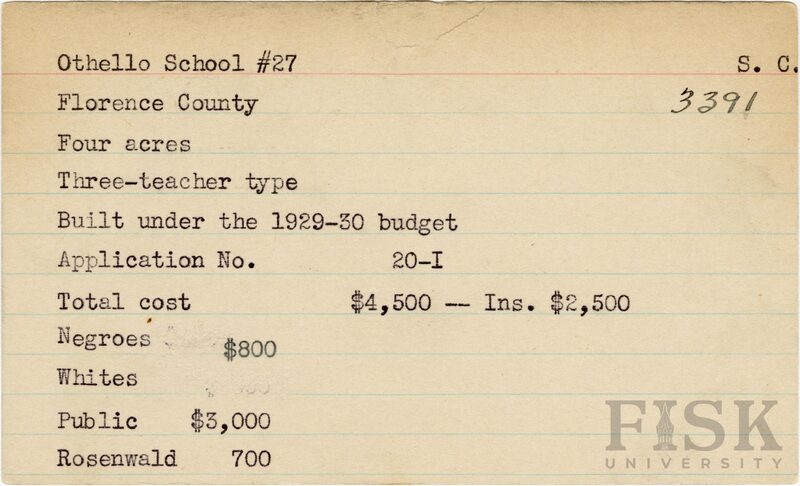 Othello School #27 S. C.
Florence County 3391
Four acres
Three-teacher type
Built under the 1929-30 budget
Application No. 20-I
Total cost $4,500 -- Ins. $2,500
Negroes $800
Whites
Public $3,000
Rosenwald 700
FISK
UNIVERSITY